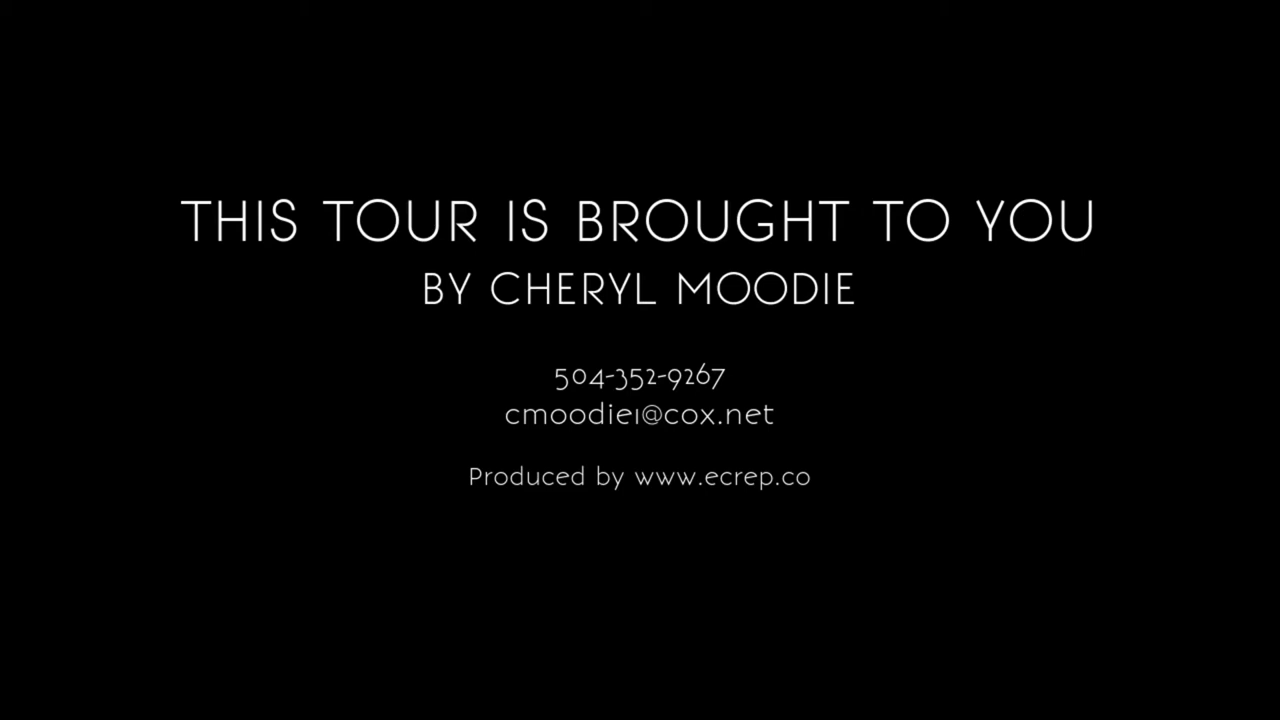 THIS TOUR IS BROUGHT TO YOU
BY CHERYL MOODIE
504-352-9267
cmoodie1@cox.net
Produced by www.ecrep.co